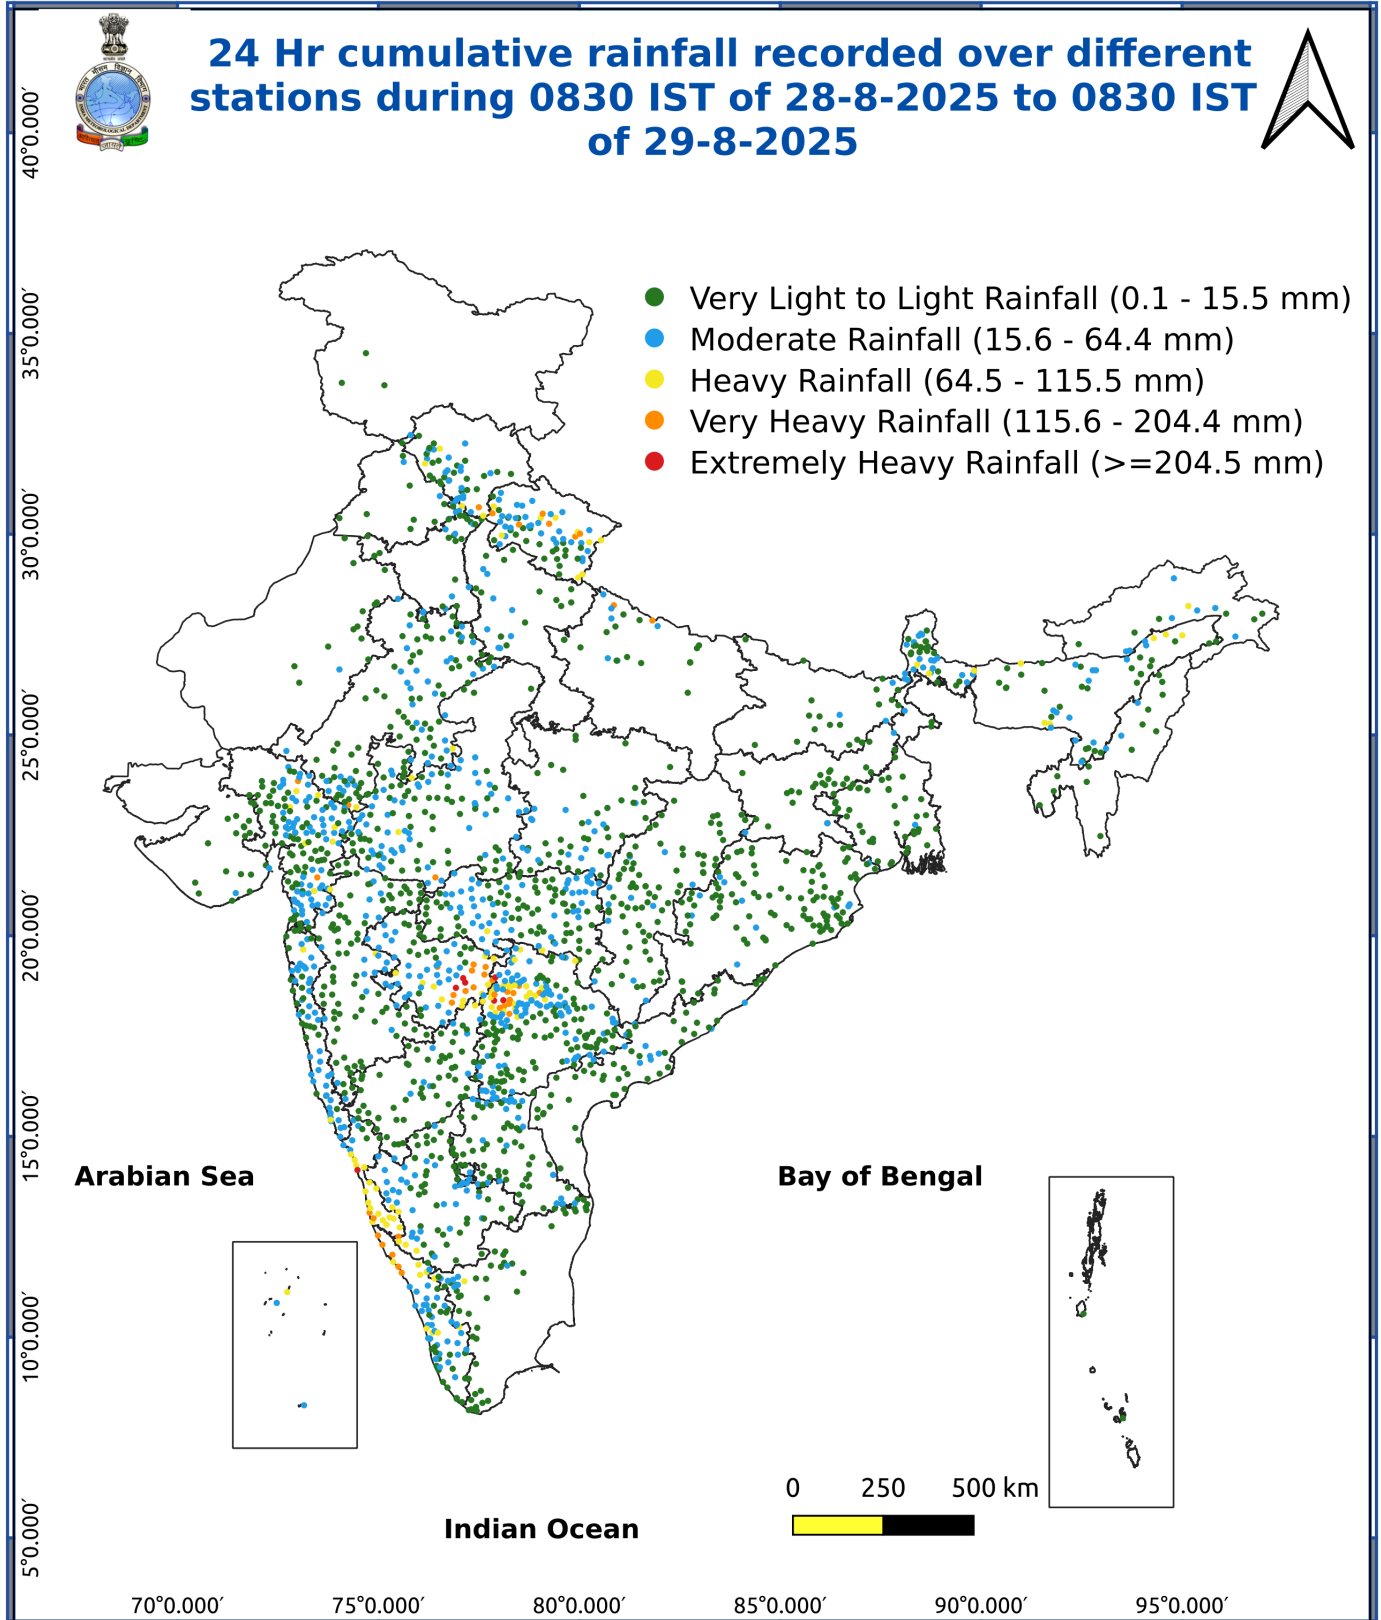 24 Hr cumulative rainfall recorded over different
stations during 0830 IST of 28-8-2025 to 0830 IST
of 29-8-2025
Very Light to Light Rainfall (0.1 - 15.5 mm)
Moderate Rainfall (15.6 - 64.4 mm)
Heavy Rainfall (64.5 - 115.5 mm)
Very Heavy Rainfall (115.6 - 204.4 mm)
Extremely Heavy Rainfall (>=204.5 mm)
40°0.000′
35°0.000′
30°0.000′
25°0.000′
20°0.000′
15°0.000′
10°0.000′
5°0.000′
Arabian Sea
Bay of Bengal
Indian Ocean
0 250 500 km
70°0.000′ 75°0.000′ 80°0.000′ 85°0.000′ 90°0.000′ 95°0.000′